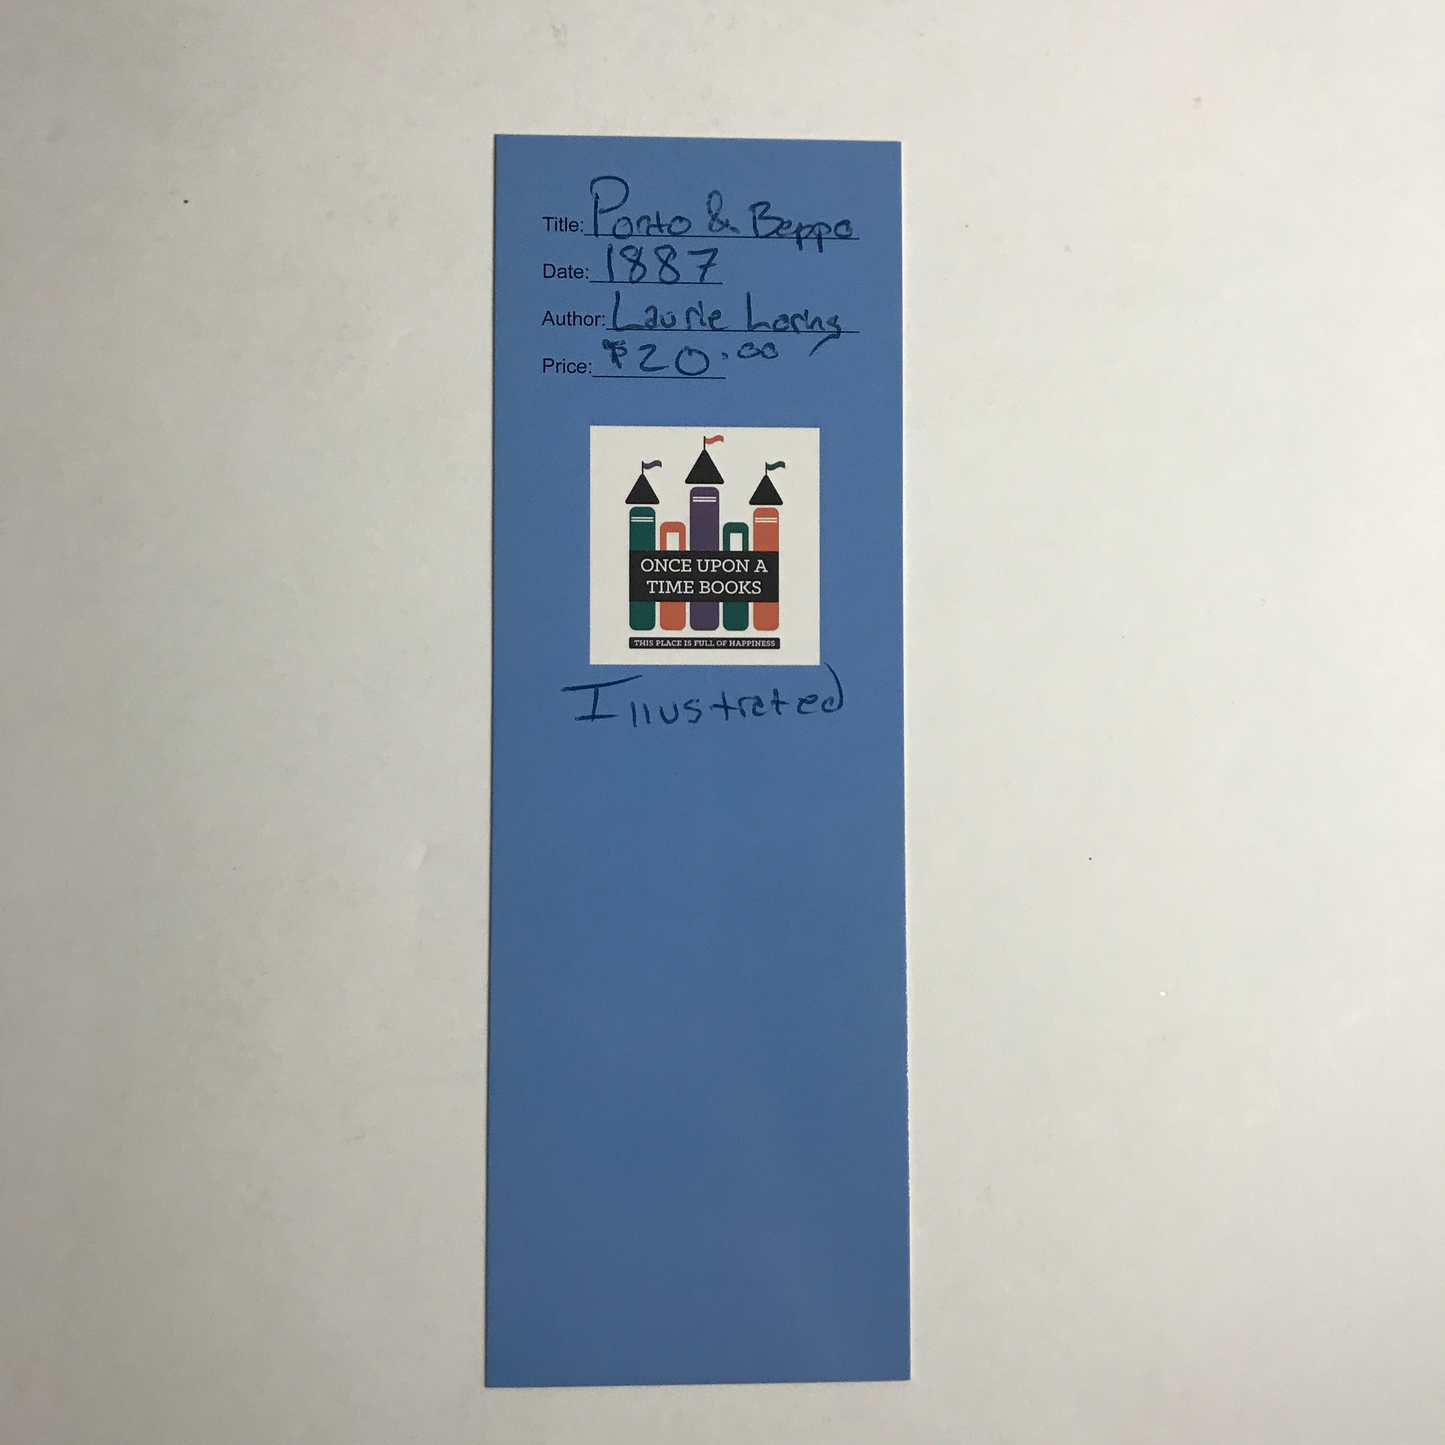 Title: Ponto & Beppo
Date: 1887
Author: Laurie
Price: $20.00
ONCE UPON A
TIME BOOKS
THIS PLACE IS FULL OF HAPPINESS
Illustrated